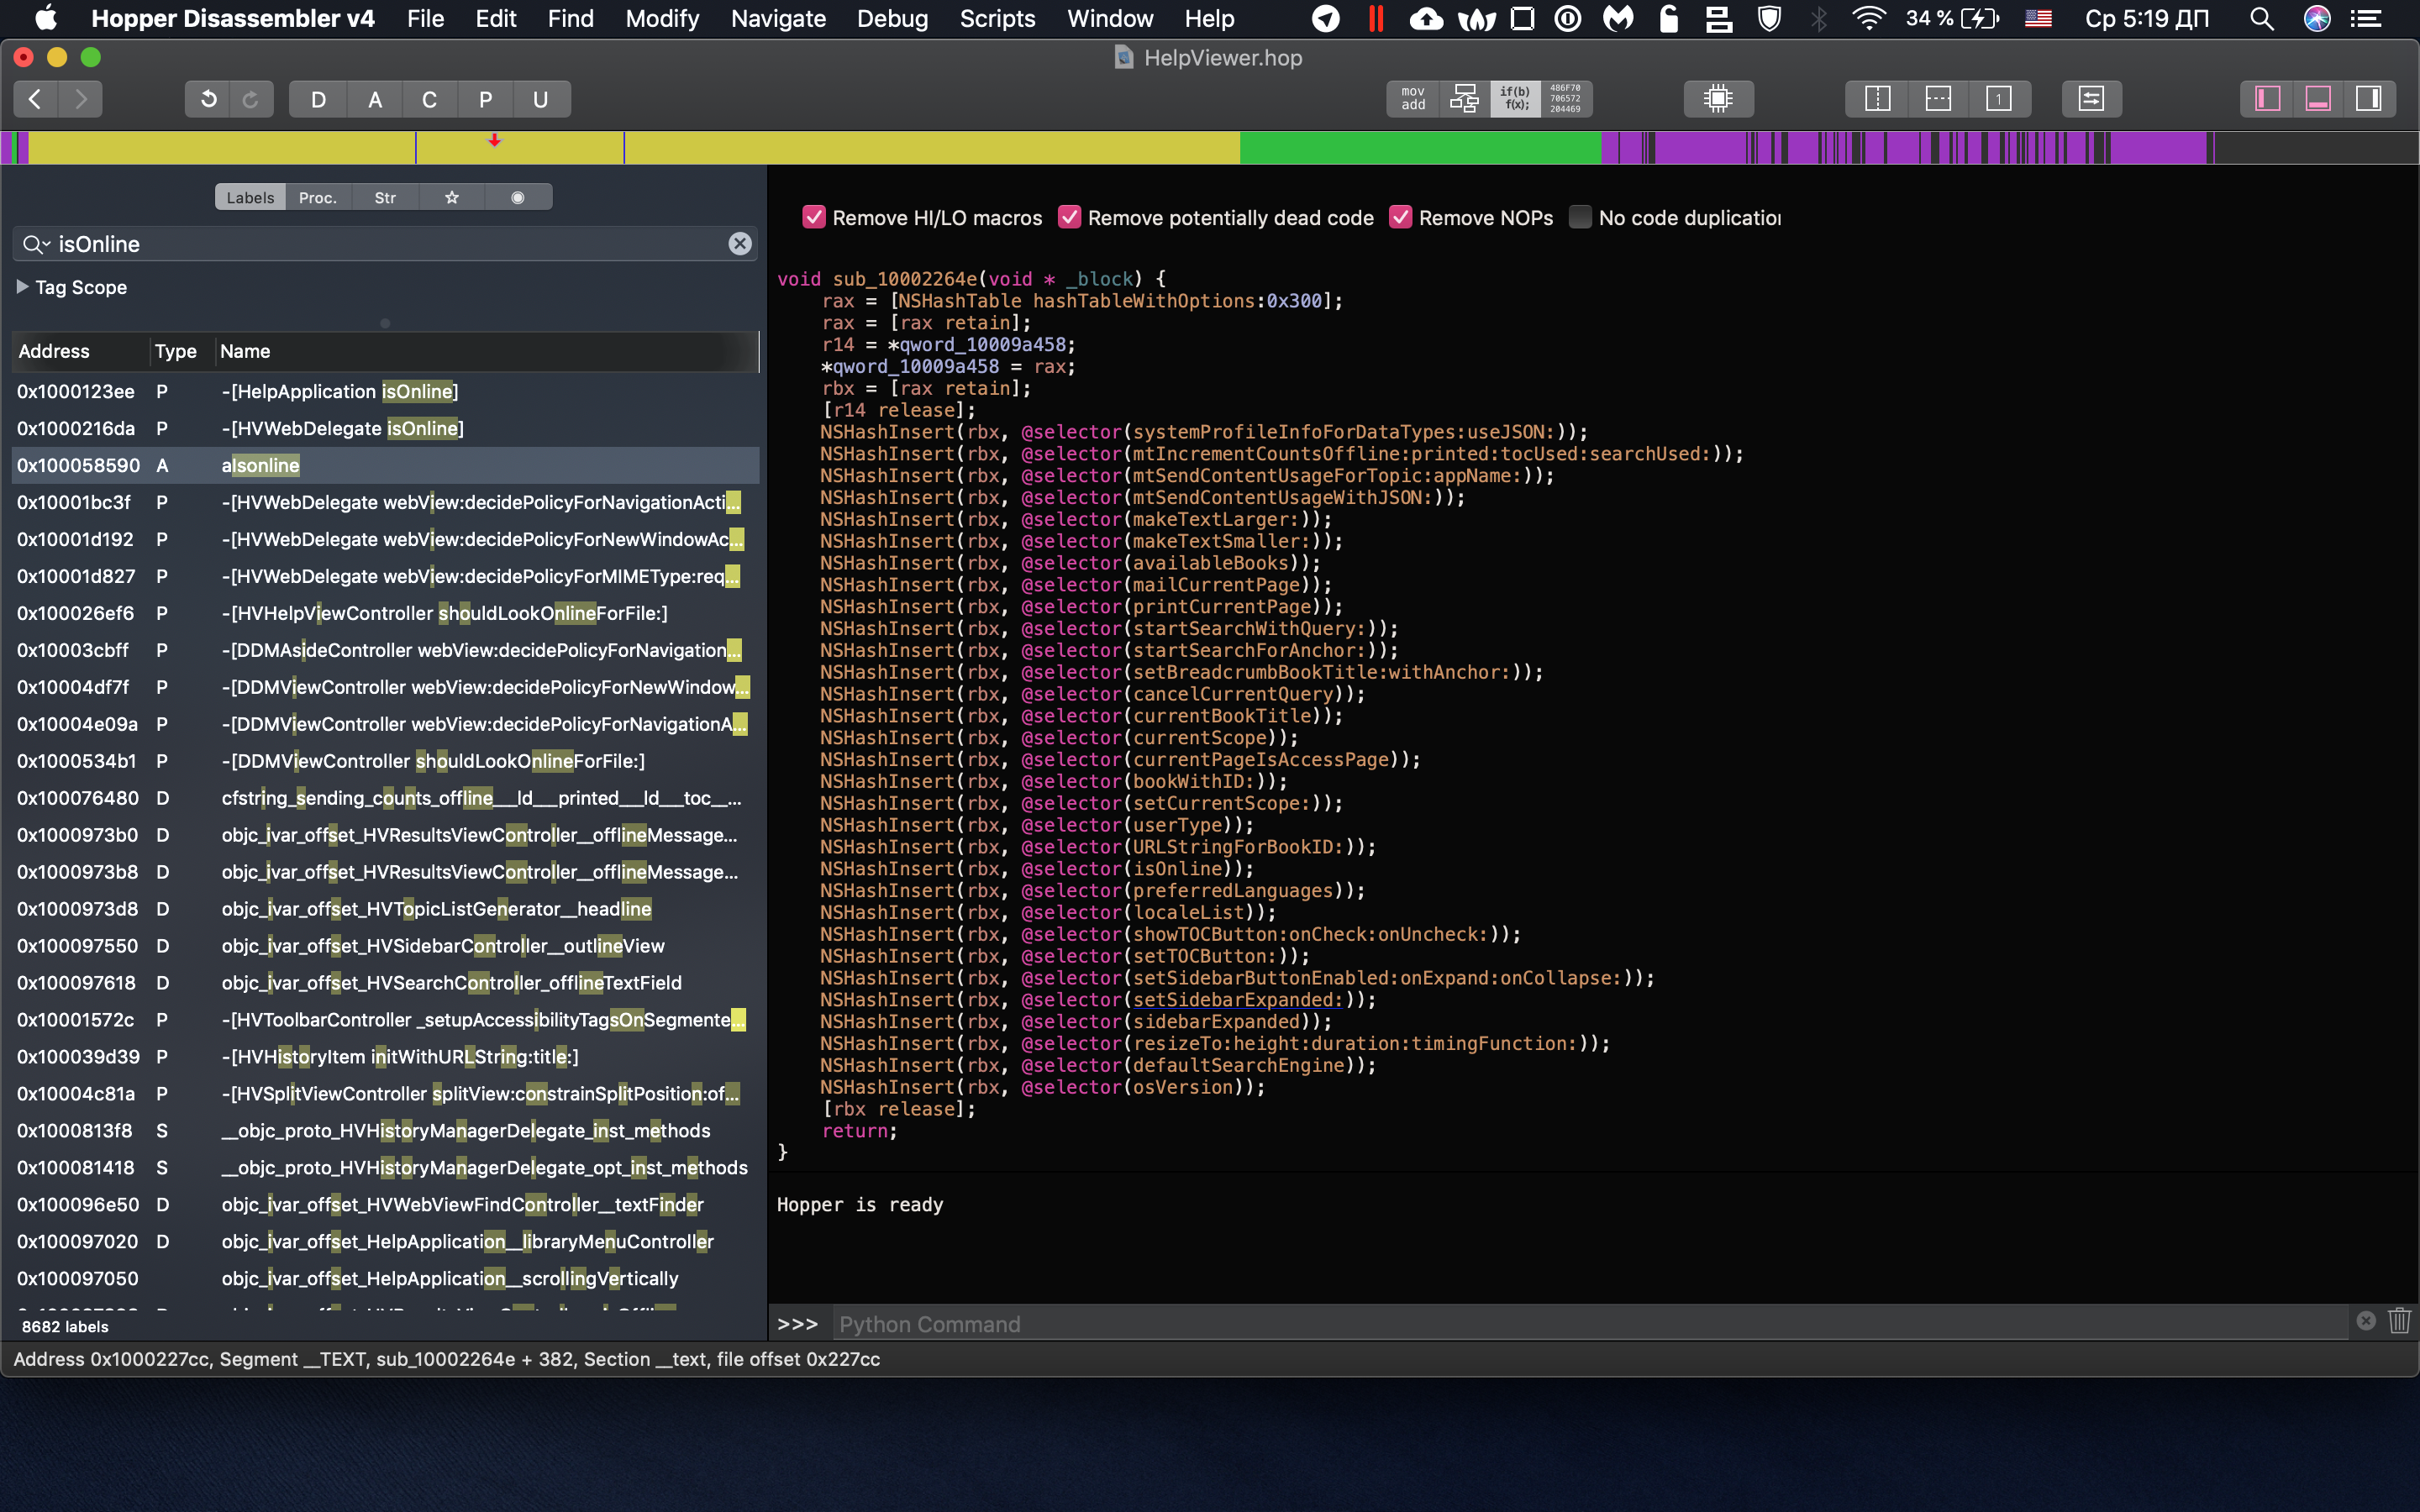 Hopper Disassembler v4 File Edit Find Modify Navigate Debug Scripts Window Help 34 % Ср 5:19 ДП
HelpViewer.hop
D A C P U
mov add
if(b) f(x);
486F70 706572 204469
1
Labels Proc. Str
isOnline
Tag Scope
Address Type Name
0x1000123ee P -[HelpApplication isOnline]
0x1000216da P -[HVWebDelegate isOnline]
0x100058590 A aIsonline
0x10001bc3f P -[HVWebDelegate webView:decidePolicyForNavigationActi...
0x10001d192 P -[HVWebDelegate webView:decidePolicyForNewWindowAc...
0x10001d827 P -[HVWebDelegate webView:decidePolicyForMIMEType:req...
0x100026ef6 P -[HVHelpViewController shouldLookOnlineForFile:]
0x10003cbff P -[DDMAsideController webView:decidePolicyForNavigation...
0x10004df7f P -[DDMViewController webView:decidePolicyForNewWindow...
0x10004e09a P -[DDMViewController webView:decidePolicyForNavigationA...
0x1000534b1 P -[DDMViewController shouldLookOnlineForFile:]
0x100076480 D cfstring_sending_counts_offline___ld___printed___ld___toc__...
0x1000973b0 D objc_ivar_offset_HVResultsViewController__offlineMessage...
0x1000973b8 D objc_ivar_offset_HVResultsViewController__offlineMessage...
0x1000973d8 D objc_ivar_offset_HVTopicListGenerator__headline
0x100097550 D objc_ivar_offset_HVSidebarController__outlineView
0x100097618 D objc_ivar_offset_HVSearchController_offlineTextField
0x10001572c P -[HVToolbarController _setupAccessibilityTagsOnSegmente...
0x100039d39 P -[HVHistoryItem initWithURLString:title:]
0x10004c81a P -[HVSplitViewController splitView:constrainSplitPosition:of...
0x1000813f8 S __objc_proto_HVHistoryManagerDelegate_inst_methods
0x100081418 S __objc_proto_HVHistoryManagerDelegate_opt_inst_methods
0x100096e50 D objc_ivar_offset_HVWebViewFindController__textFinder
0x100097020 D objc_ivar_offset_HelpApplication__libraryMenuController
0x100097050 objc_ivar_offset_HelpApplication__scrollingVertically
8682 labels
Remove HI/LO macros Remove potentially dead code Remove NOPs No code duplication
void sub_10002264e(void * _block) {
rax = [NSHashTable hashTableWithOptions:0x300];
rax = [rax retain];
r14 = *qword_10009a458;
*qword_10009a458 = rax;
rbx = [rax retain];
[r14 release];
NSHashInsert(rbx, @selector(systemProfileInfoForDataTypes:useJSON:));
NSHashInsert(rbx, @selector(mtIncrementCountsOffline:printed:tocUsed:searchUsed:));
NSHashInsert(rbx, @selector(mtSendContentUsageForTopic:appName:));
NSHashInsert(rbx, @selector(mtSendContentUsageWithJSON:));
NSHashInsert(rbx, @selector(makeTextLarger:));
NSHashInsert(rbx, @selector(makeTextSmaller:));
NSHashInsert(rbx, @selector(availableBooks));
NSHashInsert(rbx, @selector(mailCurrentPage));
NSHashInsert(rbx, @selector(printCurrentPage));
NSHashInsert(rbx, @selector(startSearchWithQuery:));
NSHashInsert(rbx, @selector(startSearchForAnchor:));
NSHashInsert(rbx, @selector(setBreadcrumbBookTitle:withAnchor:));
NSHashInsert(rbx, @selector(cancelCurrentQuery));
NSHashInsert(rbx, @selector(currentBookTitle));
NSHashInsert(rbx, @selector(currentScope));
NSHashInsert(rbx, @selector(currentPageIsAccessPage));
NSHashInsert(rbx, @selector(bookWithID:));
NSHashInsert(rbx, @selector(setCurrentScope:));
NSHashInsert(rbx, @selector(userType));
NSHashInsert(rbx, @selector(URLStringForBookID:));
NSHashInsert(rbx, @selector(isOnline));
NSHashInsert(rbx, @selector(preferredLanguages));
NSHashInsert(rbx, @selector(localeList));
NSHashInsert(rbx, @selector(showTOCButton:onCheck:onUncheck:));
NSHashInsert(rbx, @selector(setTOCButton:));
NSHashInsert(rbx, @selector(setSidebarButtonEnabled:onExpand:onCollapse:));
NSHashInsert(rbx, @selector(setSidebarExpanded:));
NSHashInsert(rbx, @selector(sidebarExpanded));
NSHashInsert(rbx, @selector(resizeTo:height:duration:timingFunction:));
NSHashInsert(rbx, @selector(defaultSearchEngine));
NSHashInsert(rbx, @selector(osVersion));
[rbx release];
return;
}
Hopper is ready
>>> Python Command
Address 0x1000227cc, Segment __TEXT, sub_10002264e + 382, Section __text, file offset 0x227cc